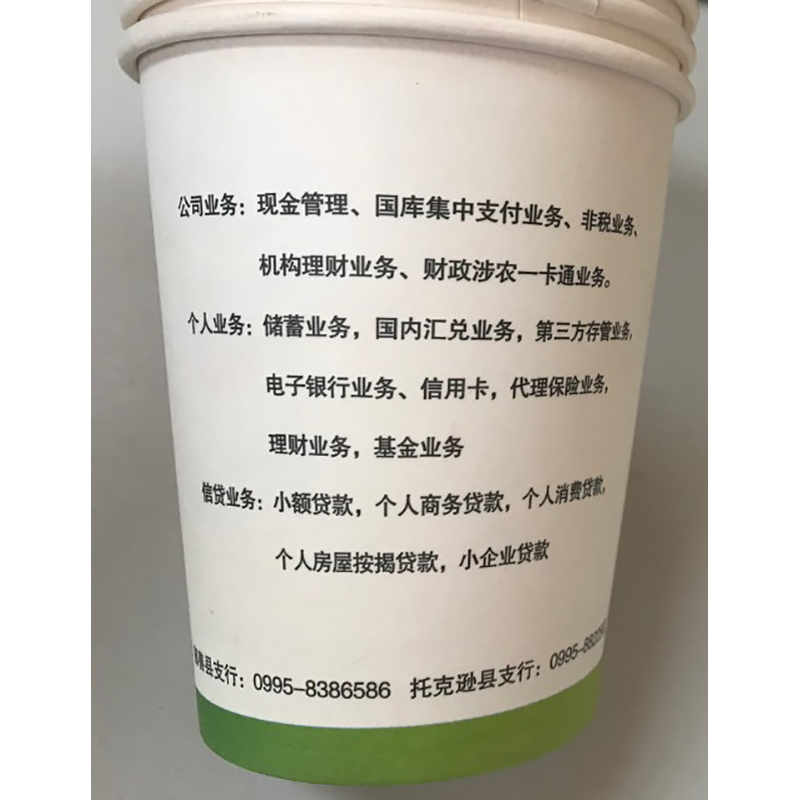 公司业务：现金管理、国库集中支付业务、非税业务、
机构理财业务、财政涉农一卡通业务。
个人业务：储蓄业务，国内汇兑业务，第三方存管业务，
电子银行业务、信用卡，代理保险业务，
理财业务，基金业务
信贷业务：小额贷款，个人商务贷款，个人消费贷款，
个人房屋按揭贷款，小企业贷款
善县支行：0995-8386586 托克逊县支行：0995-8822